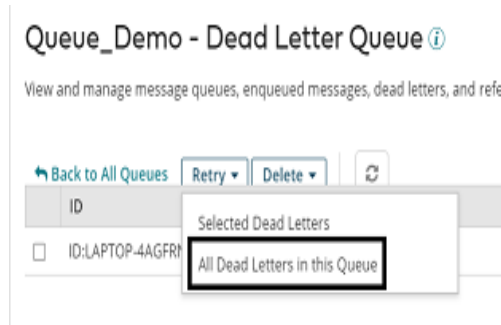 Queue_Demo - Dead Letter Queue i
View and manage message queues, enqueued messages, dead letters, and refe
Back to All Queues Retry Delete
ID
Selected Dead Letters
ID:LAPTOP-4AGFR
All Dead Letters in this Queue